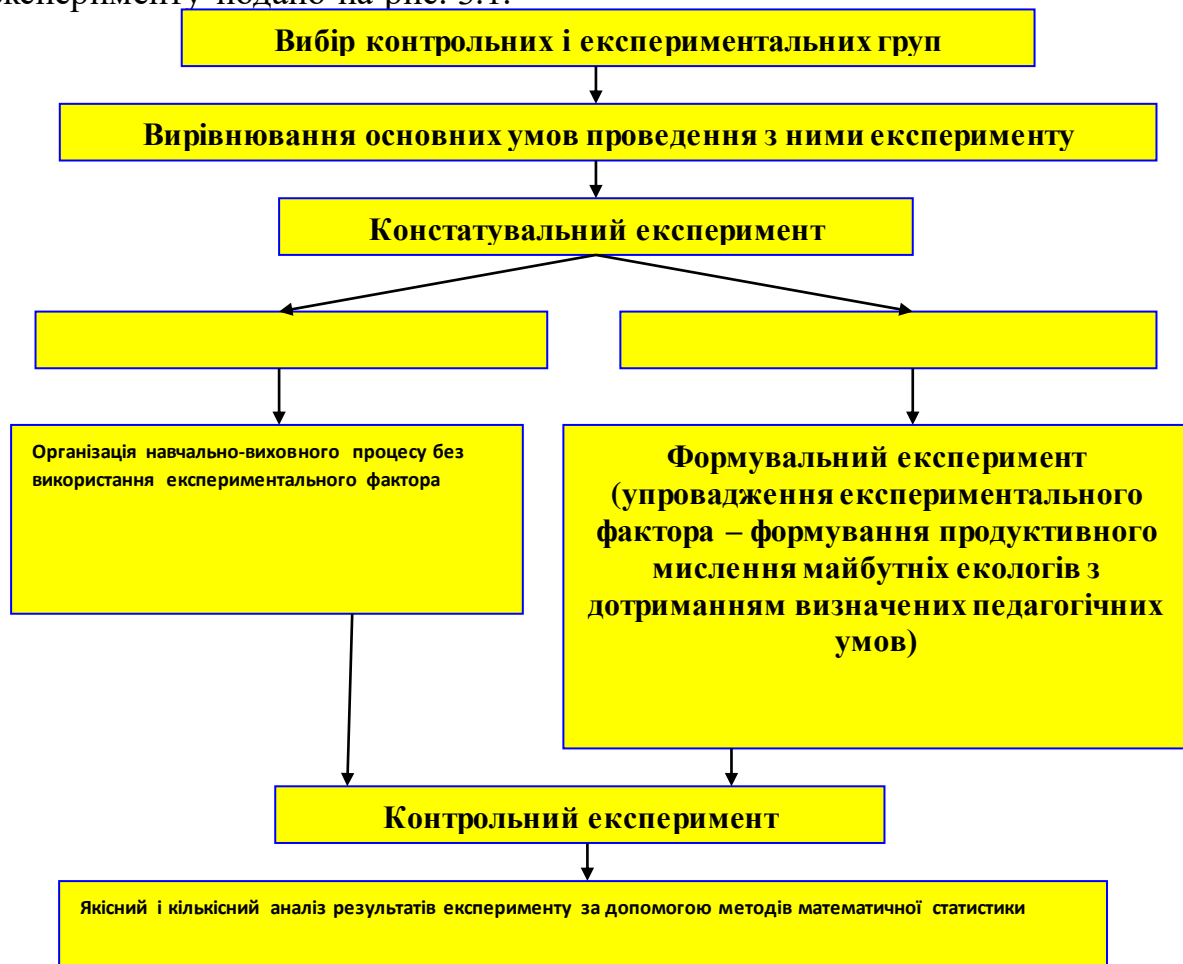 експерименту подано на рис. 3.1.
Вибір контрольних і експериментальних груп
Вирівнювання основних умов проведення з ними експерименту
Констатувальний експеримент
Організація навчально-виховного процесу без
використання експериментального фактора
Формувальний експеримент
(упровадження експериментального
фактора – формування продуктивного
мислення майбутніх екологів з
дотриманням визначених педагогічних
умов)
Контрольний експеримент
Якісний і кількісний аналіз результатів експерименту за допомогою методів математичної статистики